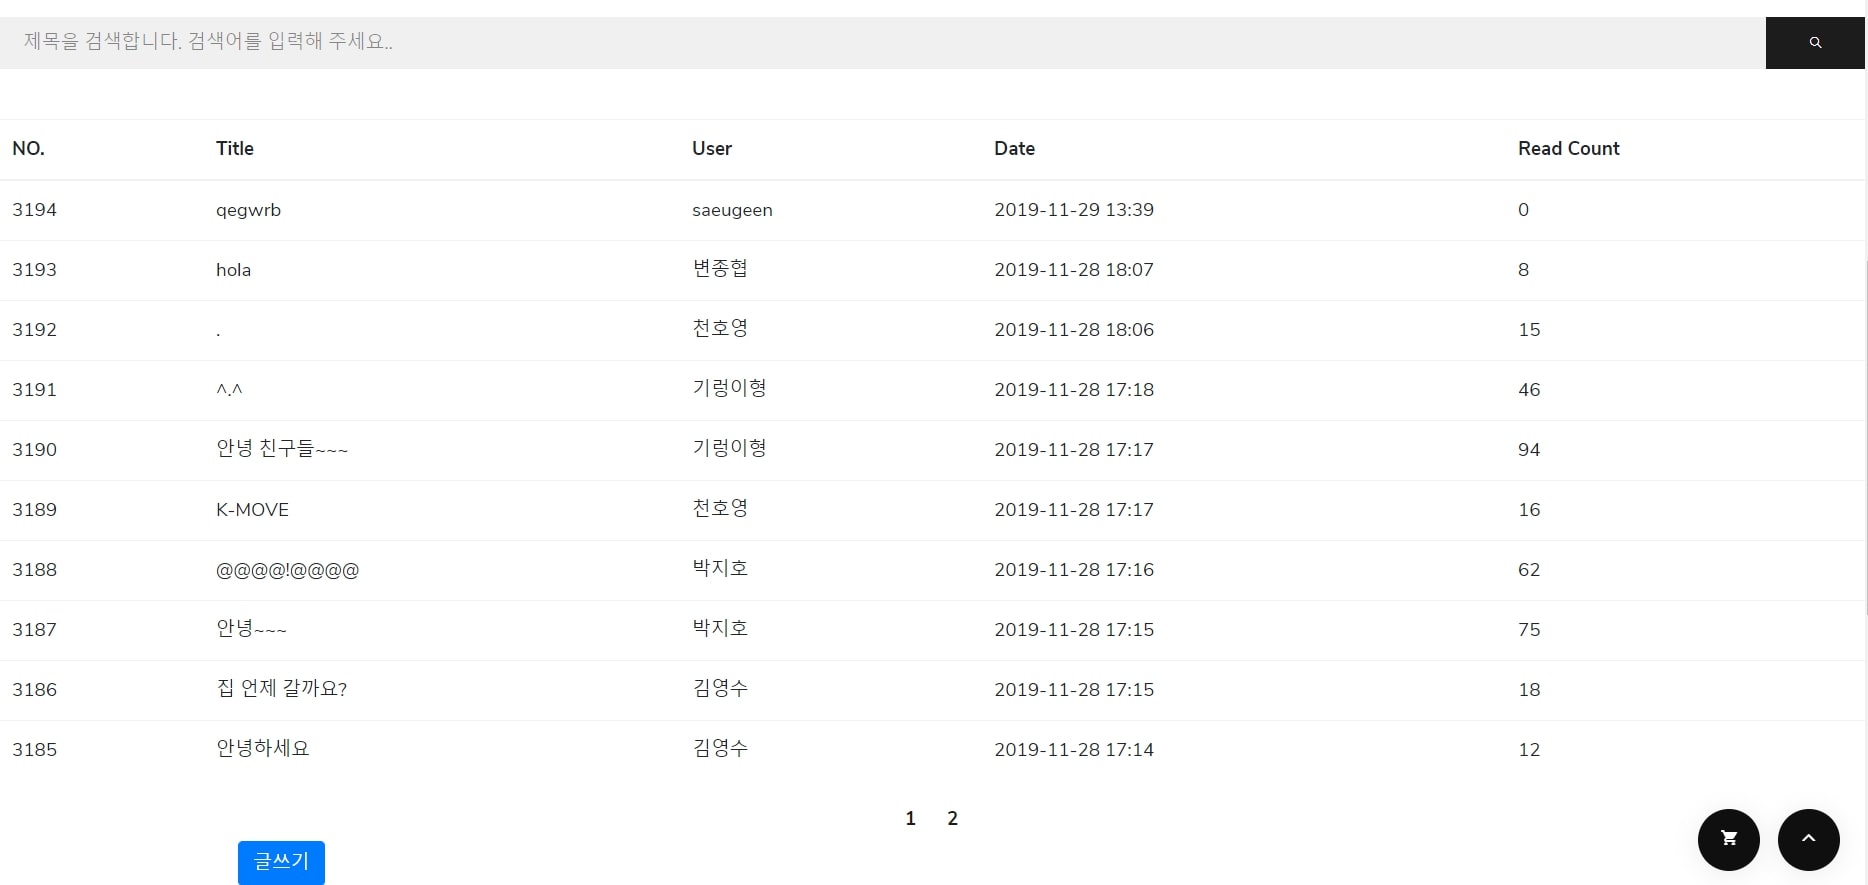 제목을 검색합니다. 검색어를 입력해 주세요..
NO. Title User Date Read Count
3194 qegwrb saeugeen 2019-11-29 13:39 0
3193 hola 변종협 2019-11-28 18:07 8
3192 . 천호영 2019-11-28 18:06 15
3191 ^.^ 기렁이형 2019-11-28 17:18 46
3190 안녕 친구들~~~ 기렁이형 2019-11-28 17:17 94
3189 K-MOVE 천호영 2019-11-28 17:17 16
3188 @@@@!@@@@ 박지호 2019-11-28 17:16 62
3187 안녕~~~ 박지호 2019-11-28 17:15 75
3186 집 언제 갈까요? 김영수 2019-11-28 17:15 18
3185 안녕하세요 김영수 2019-11-28 17:14 12
1 2
글쓰기